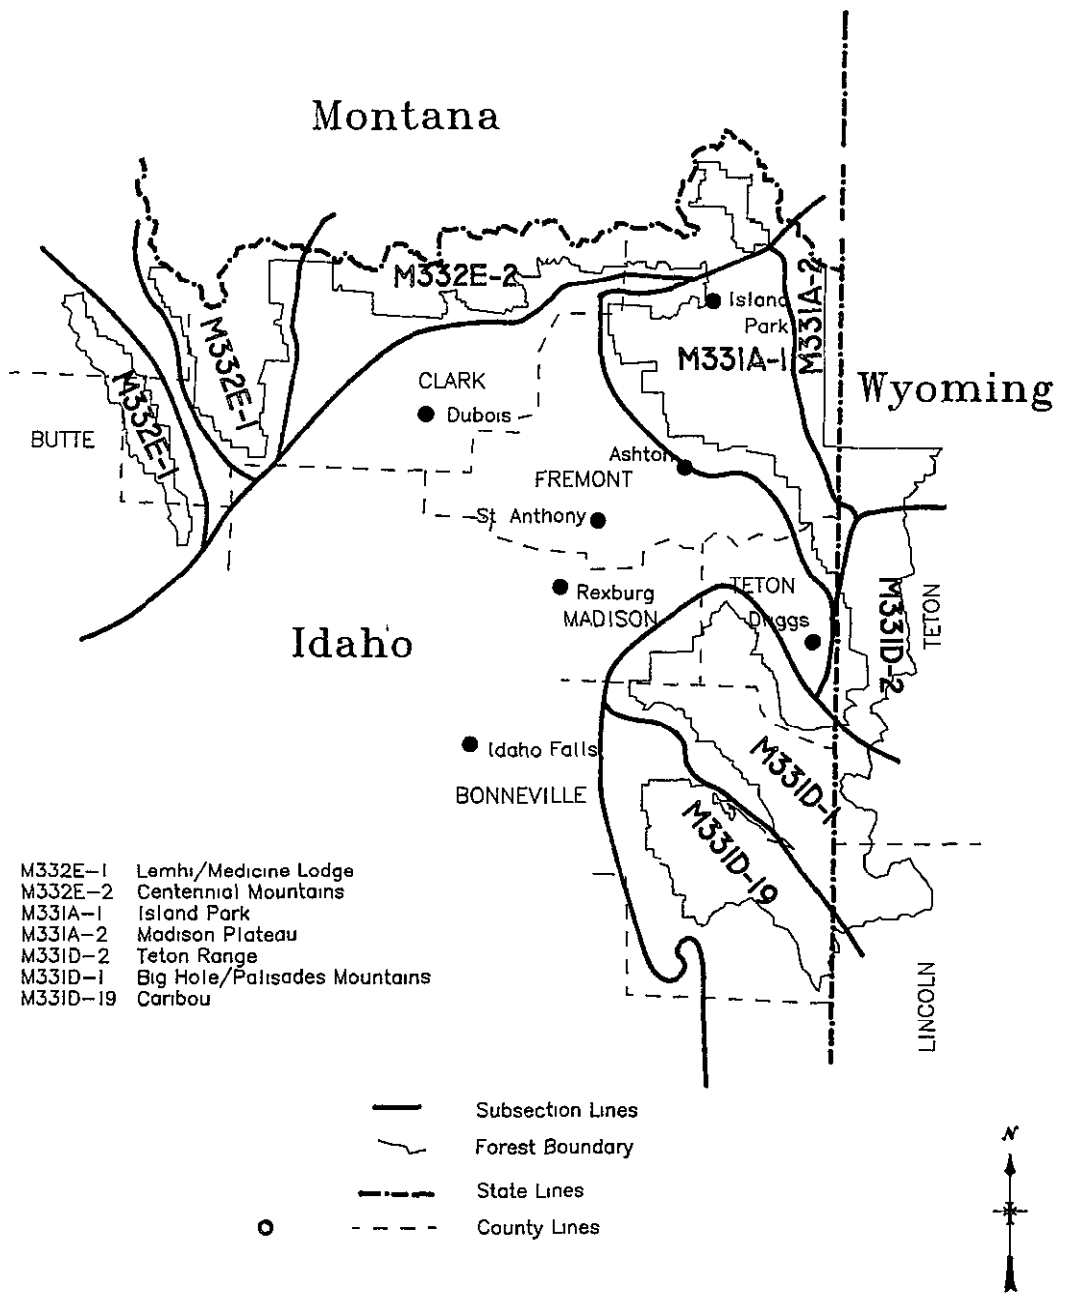 Montana
M332E-2
M331A-2
Island
Park
M332E-1
M331A-1
Wyoming
M332E-1
CLARK
Dubois
BUTTE
Ashton
FREMONT
St Anthony
TETON
Rexburg
MADISON
Driggs
M331D-2
TETON
Idaho
Idaho Falls
M331D-1
BONNEVILLE
M331D-19
M332E-1 Lemhi/Medicine Lodge
M332E-2 Centennial Mountains
M331A-1 Island Park
M331A-2 Madison Plateau
M331D-2 Teton Range
M331D-1 Big Hole/Palisades Mountains
M331D-19 Caribou
LINCOLN
Subsection Lines
Forest Boundary
State Lines
County Lines
N